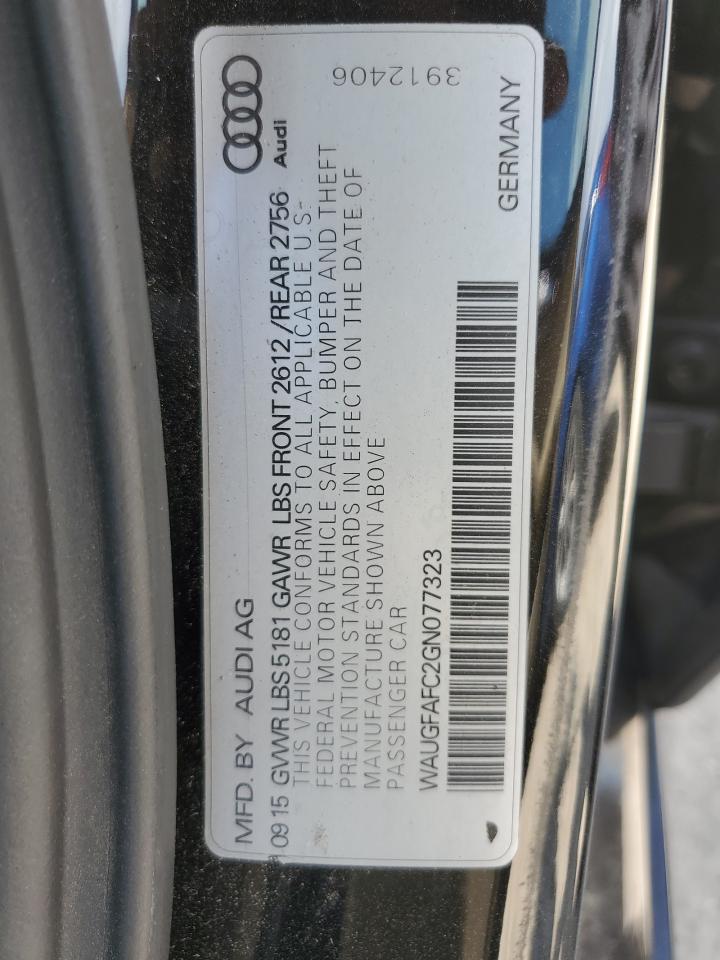 MFD. BY AUDI AG
Audi
09 15 GVWR LBS 5181 GAWR LBS FRONT 2612 / REAR 2756
THIS VEHICLE CONFORMS TO ALL APPLICABLE U.S.
FEDERAL MOTOR VEHICLE SAFETY, BUMPER AND THEFT
PREVENTION STANDARDS IN EFFECT ON THE DATE OF
MANUFACTURE SHOWN ABOVE
PASSENGER CAR
3912406
WAUGFAFC2GN077323
GERMANY